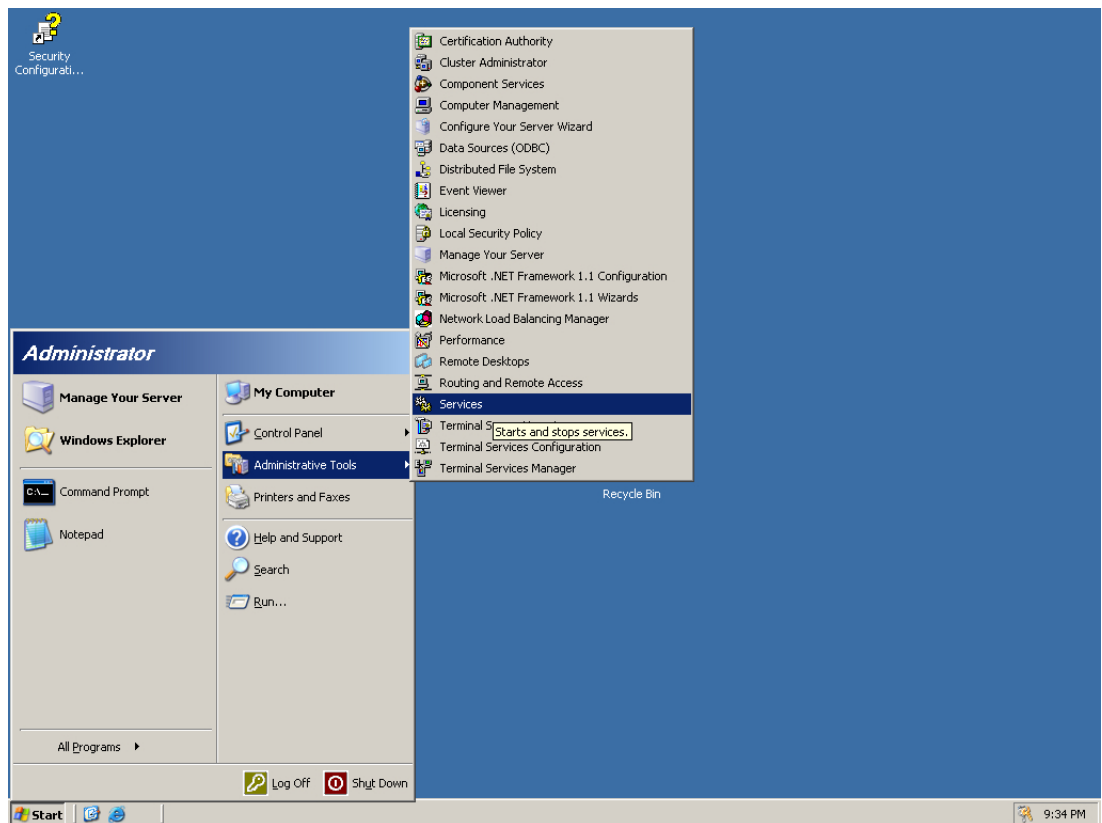 Security
Configurati...
Certification Authority
Cluster Administrator
Component Services
Computer Management
Configure Your Server Wizard
Data Sources (ODBC)
Distributed File System
Event Viewer
Licensing
Local Security Policy
Manage Your Server
Microsoft .NET Framework 1.1 Configuration
Microsoft .NET Framework 1.1 Wizards
Network Load Balancing Manager
Performance
Remote Desktops
Routing and Remote Access
Services
Terminal
Starts and stops services.
Terminal Services Configuration
Terminal Services Manager
Recycle Bin
Administrator
Manage Your Server
Windows Explorer
Command Prompt
Notepad
All Programs
My Computer
Control Panel
Administrative Tools
Printers and Faxes
Help and Support
Search
Run...
Log Off
Shut Down
Start
9:34 PM